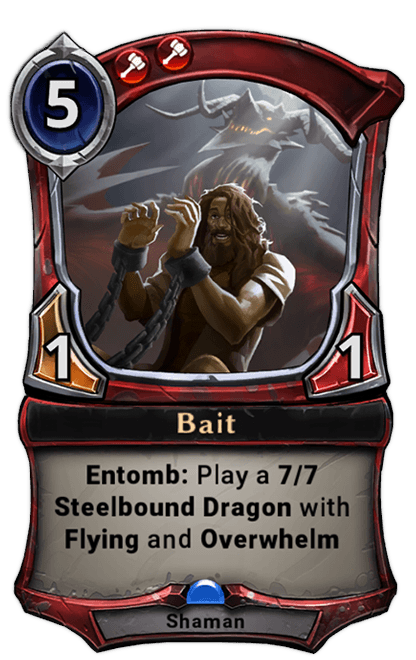 5
1
1
Bait
Entomb: Play a 7/7
Steelbound Dragon with
Flying and Overwhelm
Shaman